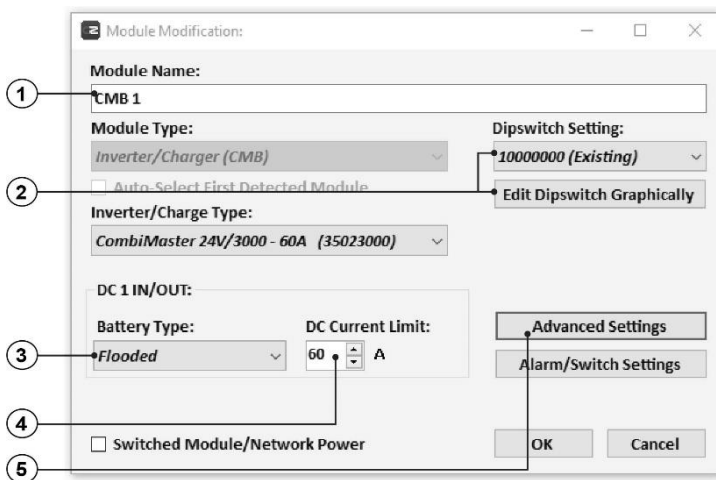 Module Modification:
Module Name:
1
CMB 1
Module Type:
Dipswitch Setting:
Inverter/Charger (CMB)
10000000 (Existing)
2
Auto-Select First Detected Module
Edit Dipswitch Graphically
Inverter/Charge Type:
CombiMaster 24V/3000 - 60A (35023000)
DC 1 IN/OUT:
Battery Type:
DC Current Limit:
Advanced Settings
3
Flooded
60
A
Alarm/Switch Settings
4
Switched Module/Network Power
OK
Cancel
5